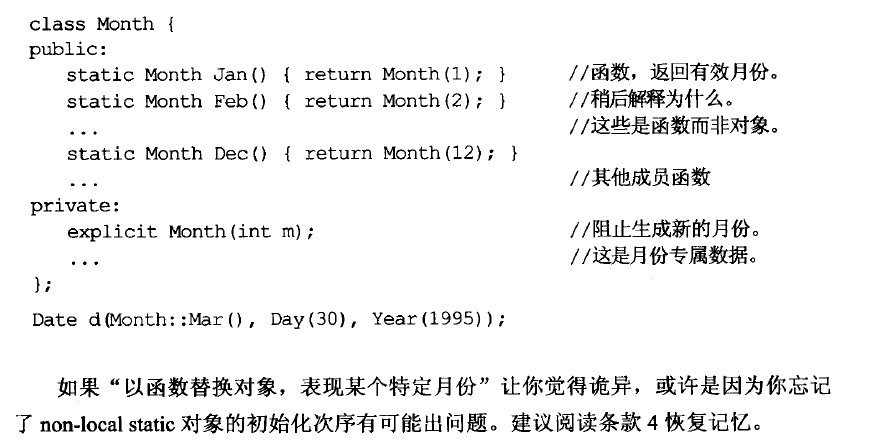 class Month {
public:
static Month Jan() { return Month(1); } //函数，返回有效月份。
static Month Feb() { return Month(2); } //稍后解释为什么。
... //这些是函数而非对象。
static Month Dec() { return Month(12); }
... //其他成员函数
private:
explicit Month(int m); //阻止生成新的月份。
... //这是月份专属数据。
};
Date d(Month::Mar(), Day(30), Year(1995));
如果“以函数替换对象，表现某个特定月份”让你觉得诡异，或许是因为你忘记
了 non-local static 对象的初始化次序有可能出问题。建议阅读条款 4 恢复记忆。